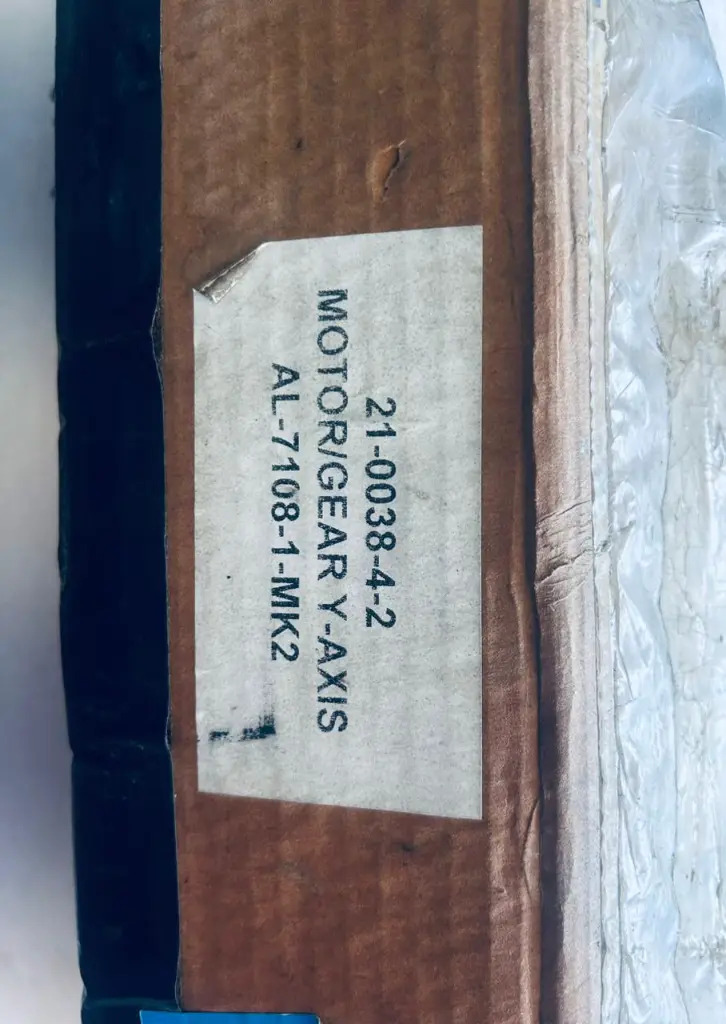 21-0038-4-2
MOTOR/GEAR Y-AXIS
AL-7108-1-MK2